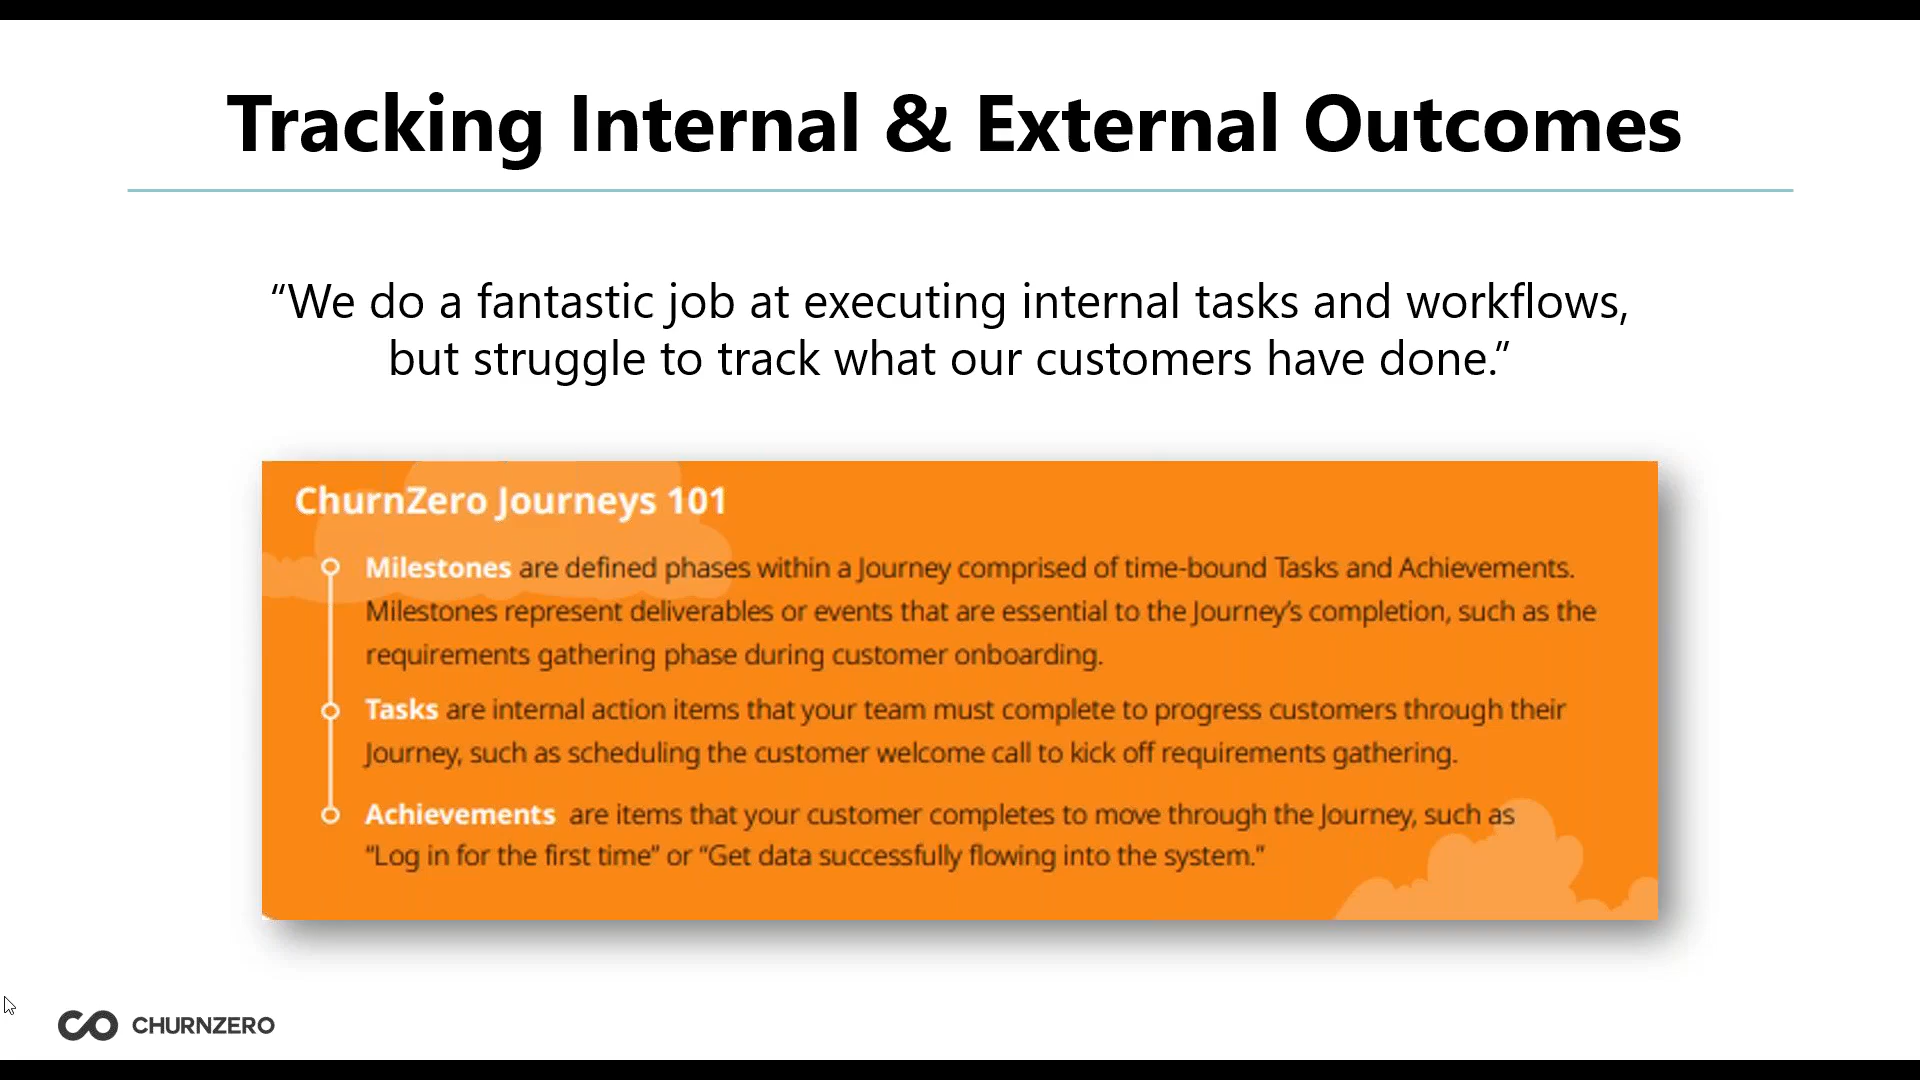 Tracking Internal & External Outcomes
“We do a fantastic job at executing internal tasks and workflows,
but struggle to track what our customers have done.”
ChurnZero Journeys 101
Milestones are defined phases within a Journey comprised of time-bound Tasks and Achievements.
Milestones represent deliverables or events that are essential to the Journey’s completion, such as the
requirements gathering phase during customer onboarding.
Tasks are internal action items that your team must complete to progress customers through their
Journey, such as scheduling the customer welcome call to kick off requirements gathering.
Achievements are items that your customer completes to move through the Journey, such as
“Log in for the first time” or “Get data successfully flowing into the system.”
CHURNZERO